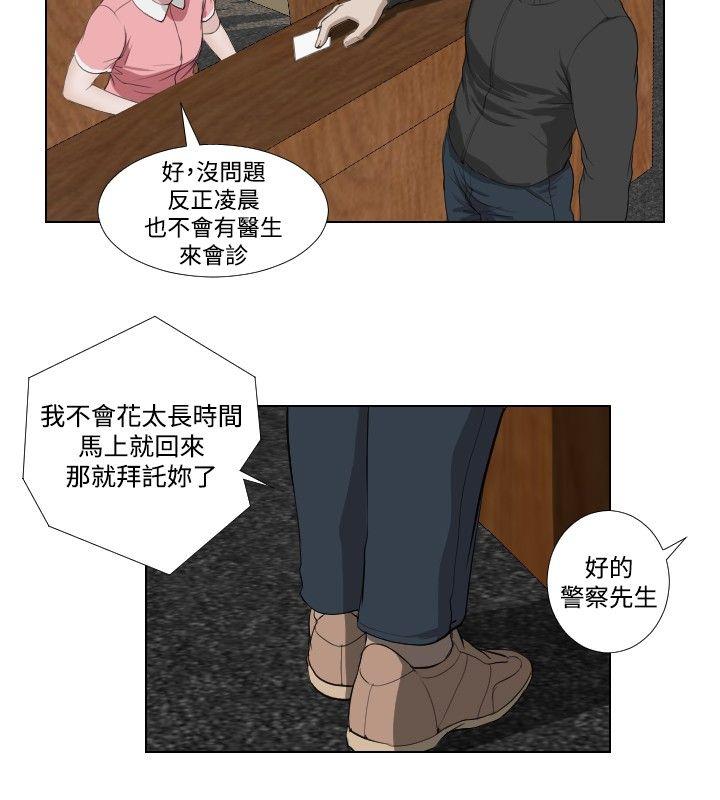 好，沒問題
反正凌晨
也不會有醫生
來會診
我不會花太長時間
馬上就回來
那就拜託妳了
好的
警察先生